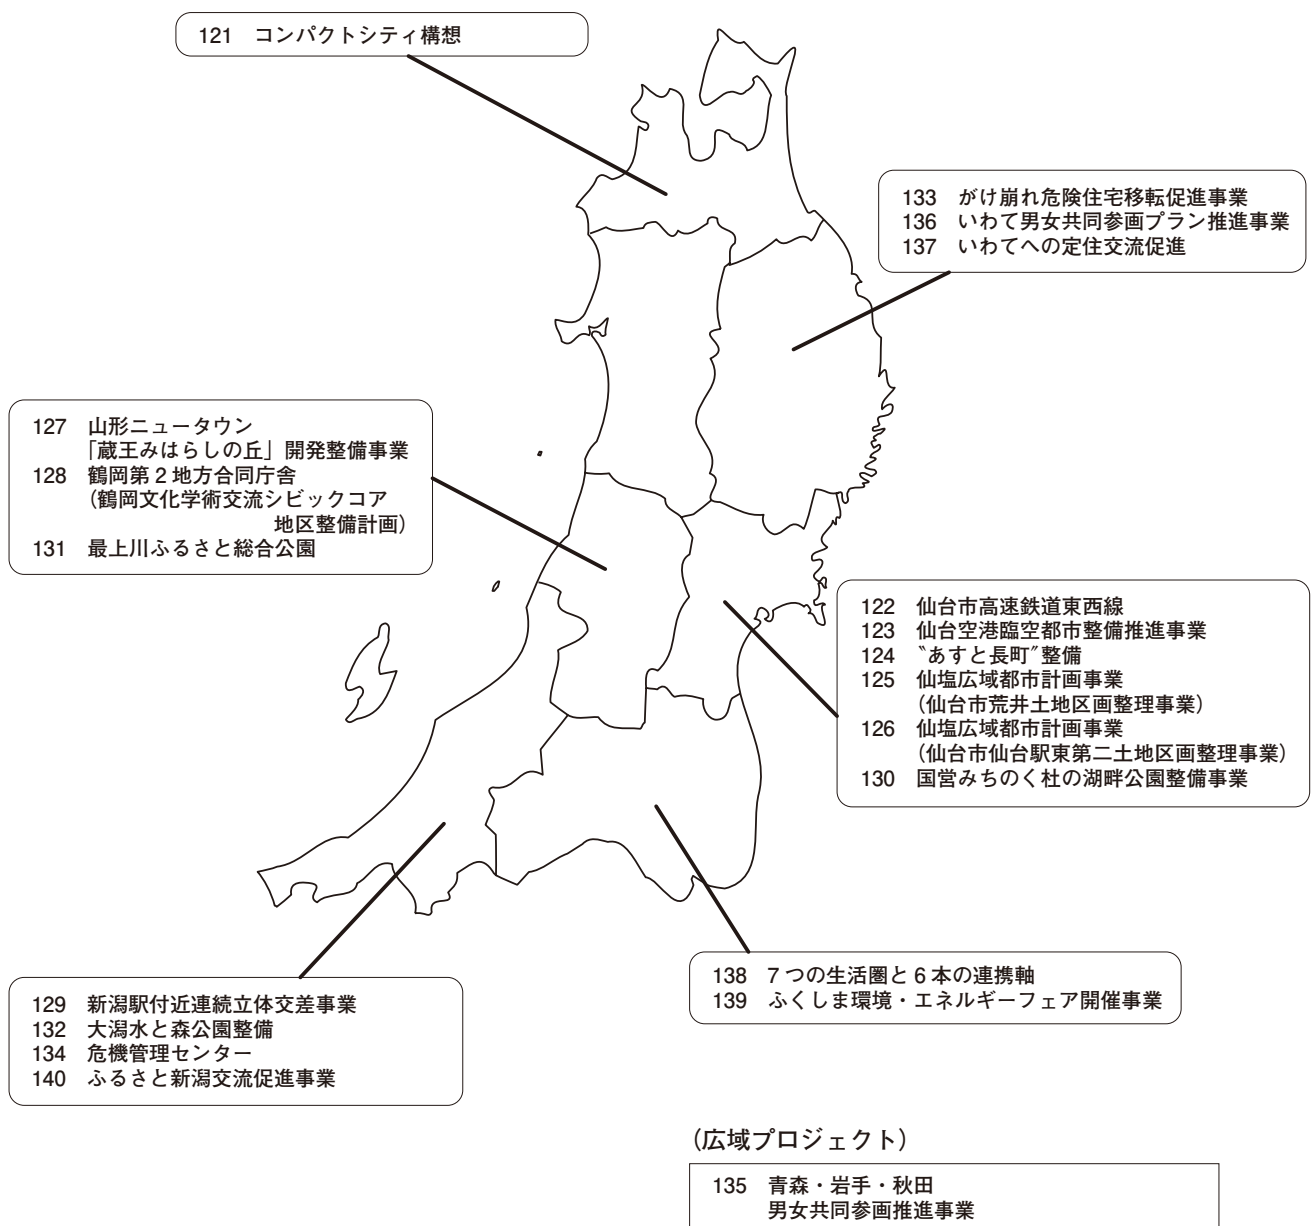 121 コンパクトシティ構想
133 がけ崩れ危険住宅移転促進事業
136 いわて男女共同参画プラン推進事業
137 いわてへの定住交流促進
127 山形ニュータウン
「蔵王みはらしの丘」開発整備事業
128 鶴岡第2地方合同庁舎
（鶴岡文化学術交流シビックコア
地区整備計画）
131 最上川ふるさと総合公園
122 仙台市高速鉄道東西線
123 仙台空港臨空都市整備推進事業
124 〝あすと長町〞整備
125 仙塩広域都市計画事業
（仙台市荒井土地区画整理事業）
126 仙塩広域都市計画事業
（仙台市仙台駅東第二土地区画整理事業）
130 国営みちのく杜の湖畔公園整備事業
138 7つの生活圏と6本の連携軸
139 ふくしま環境・エネルギーフェア開催事業
129 新潟駅付近連続立体交差事業
132 大潟水と森公園整備
134 危機管理センター
140 ふるさと新潟交流促進事業
（広域プロジェクト）
135 青森・岩手・秋田
男女共同参画推進事業